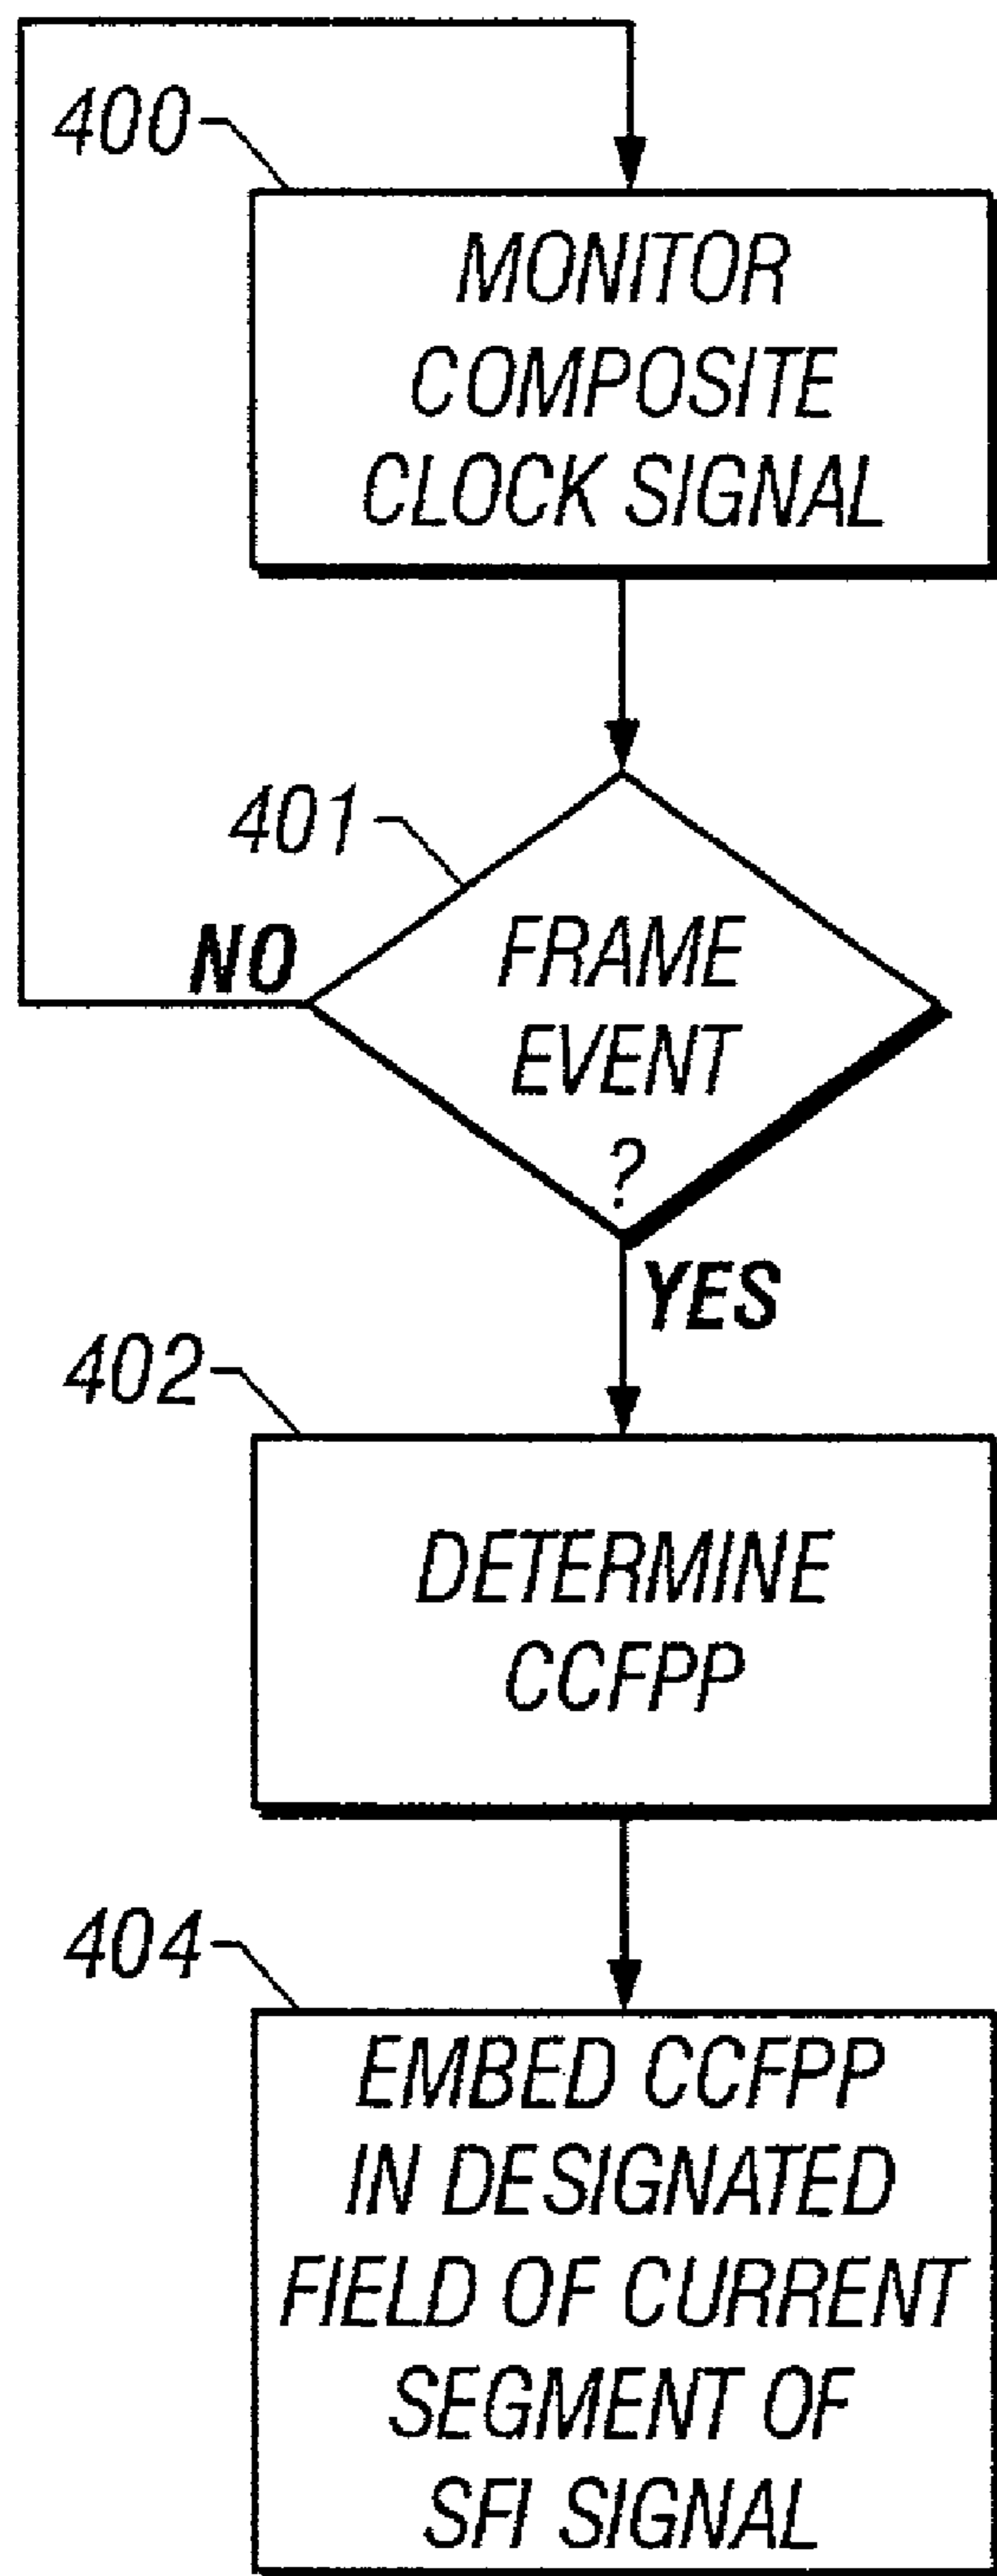 400
MONITOR
COMPOSITE
CLOCK SIGNAL
401
NO
FRAME
EVENT
?
YES
402
DETERMINE
CCFPP
404
EMBED CCFPP
IN DESIGNATED
FIELD OF CURRENT
SEGMENT OF
SFI SIGNAL